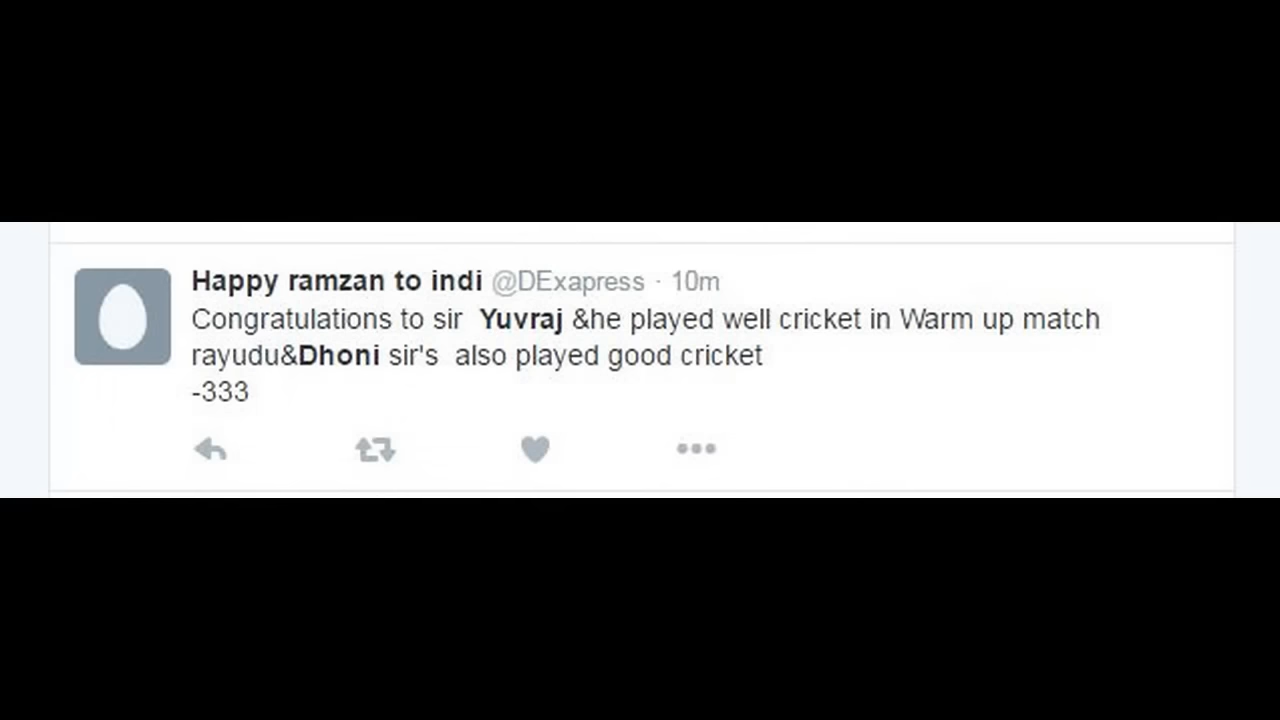 Happy ramzan to indi @DExapress · 10m
Congratulations to sir  Yuvraj &he played well cricket in Warm up match
rayudu&Dhoni sir's  also played good cricket
-333